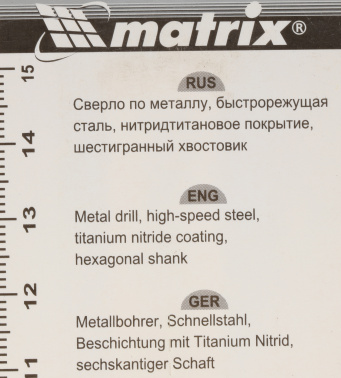 matrix®
15
RUS
Сверло по металлу, быстрорежущая
сталь, нитридтитановое покрытие,
шестигранный хвостовик
14
ENG
Metal drill, high-speed steel,
titanium nitride coating,
hexagonal shank
13
12
GER
Metallbohrer, Schnellstahl,
Beschichtung mit Titanium Nitrid,
sechskantiger Schaft
11